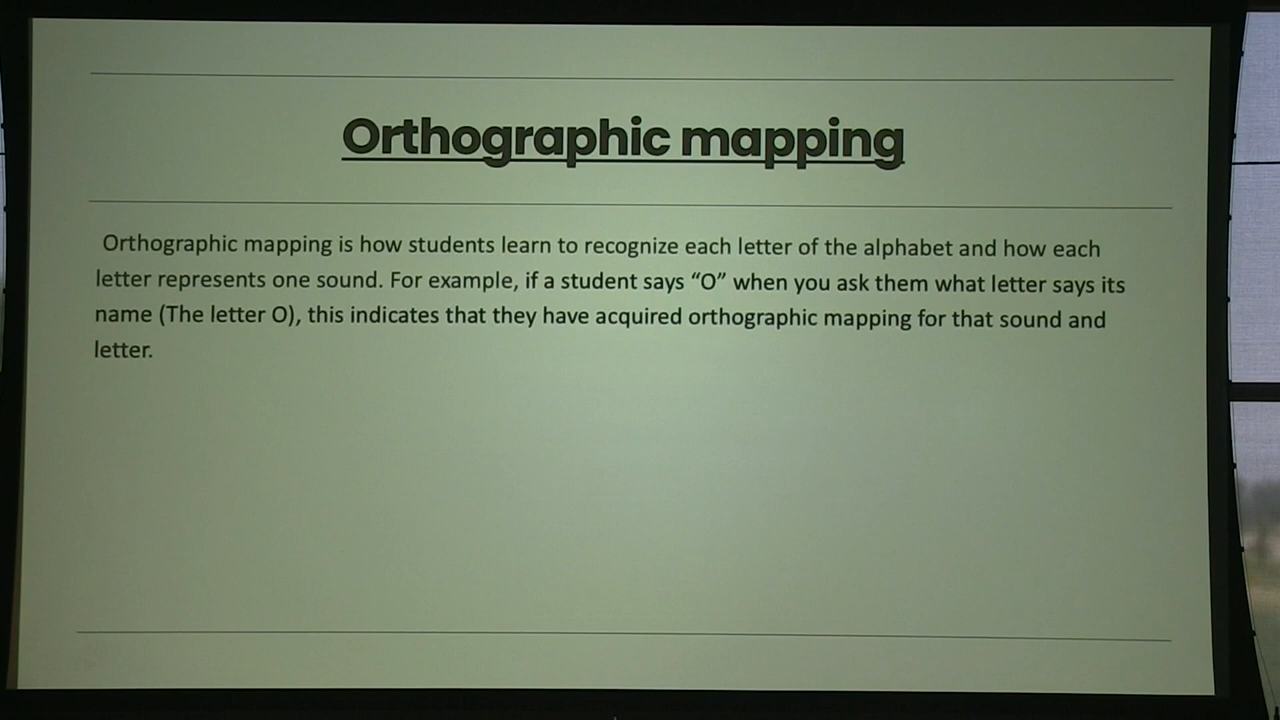 Orthographic mapping
Orthographic mapping is how students learn to recognize each letter of the alphabet and how each
letter represents one sound. For example, if a student says “O” when you ask them what letter says its
name (The letter O), this indicates that they have acquired orthographic mapping for that sound and
letter.